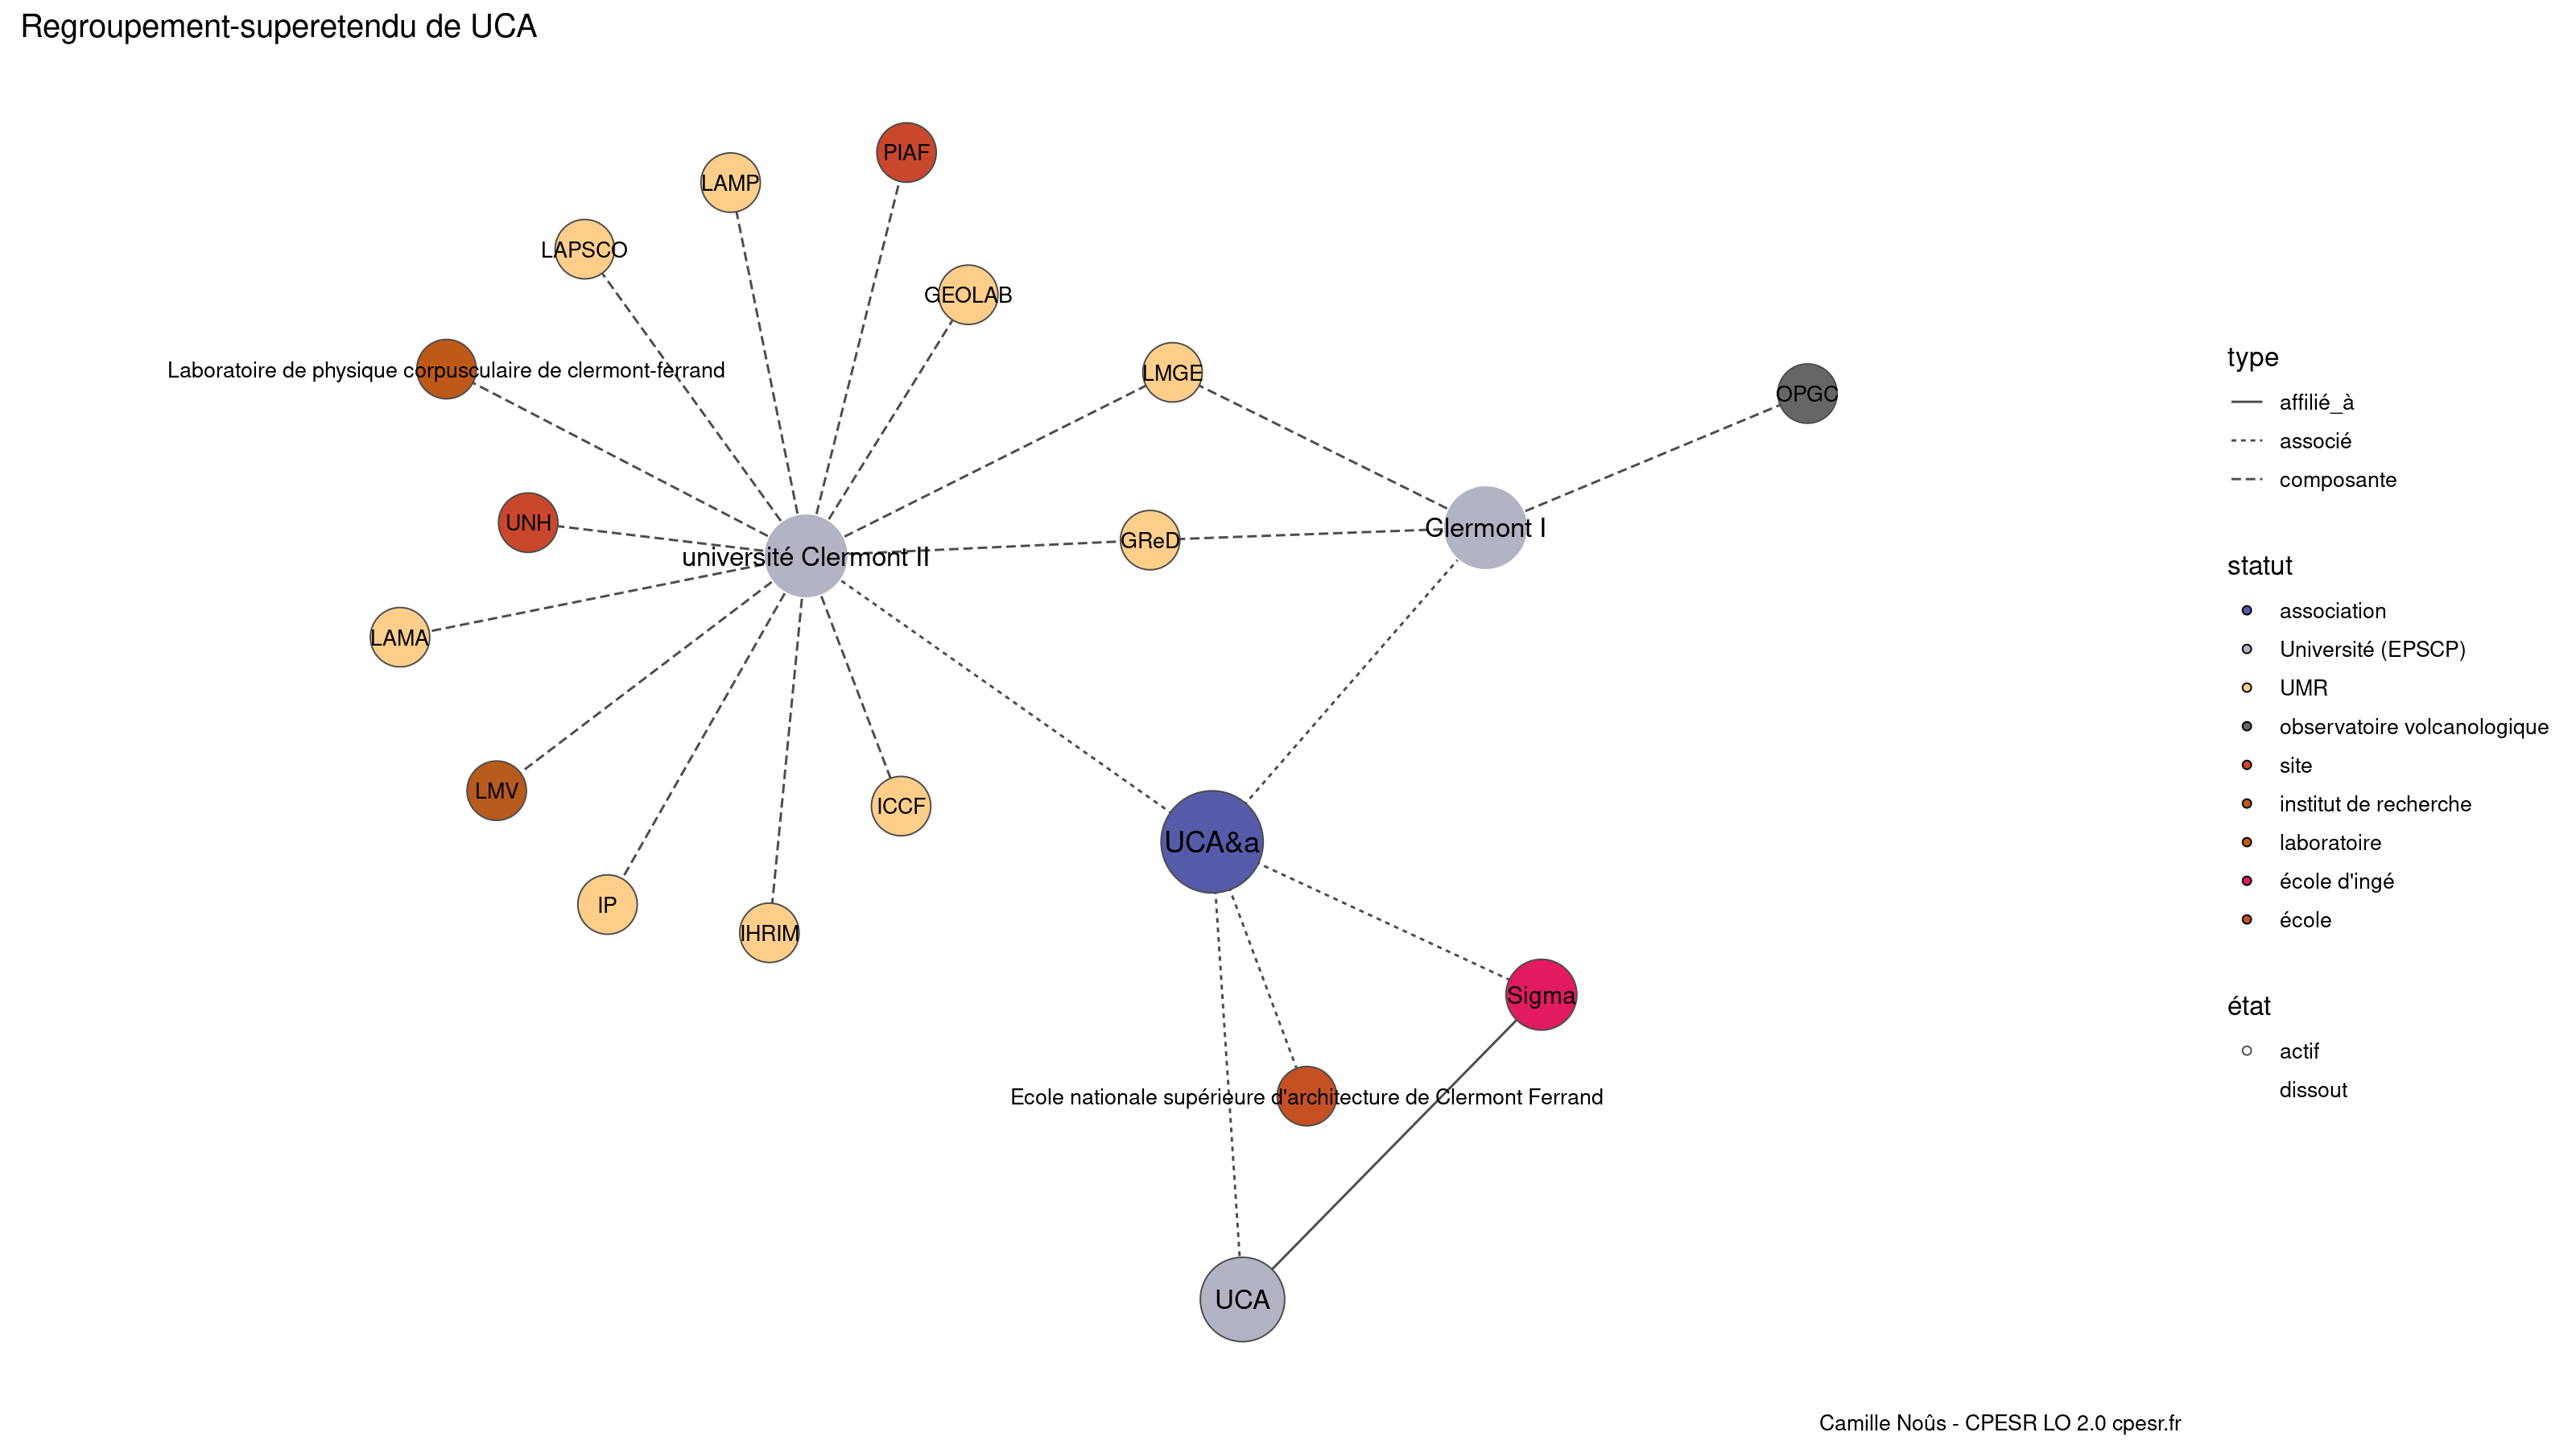 Regroupement-superetendu de UCA
PIAF
LAMP
LAPSCO
GEOLAB
Laboratoire de physique corpusculaire de clermont-ferrand
LMGE
OPGC
UNH
université Clermont II
GReD
Clermont I
LAMA
LMV
ICCF
UCA&a
IP
IHRIM
Sigma
Ecole nationale supérieure d'architecture de Clermont Ferrand
UCA
type
affilié_à
associé
composante
statut
association
Université (EPSCP)
UMR
observatoire volcanologique
site
institut de recherche
laboratoire
école d'ingé
école
état
actif
dissout
Camille Noûs - CPESR LO 2.0 cpesr.fr